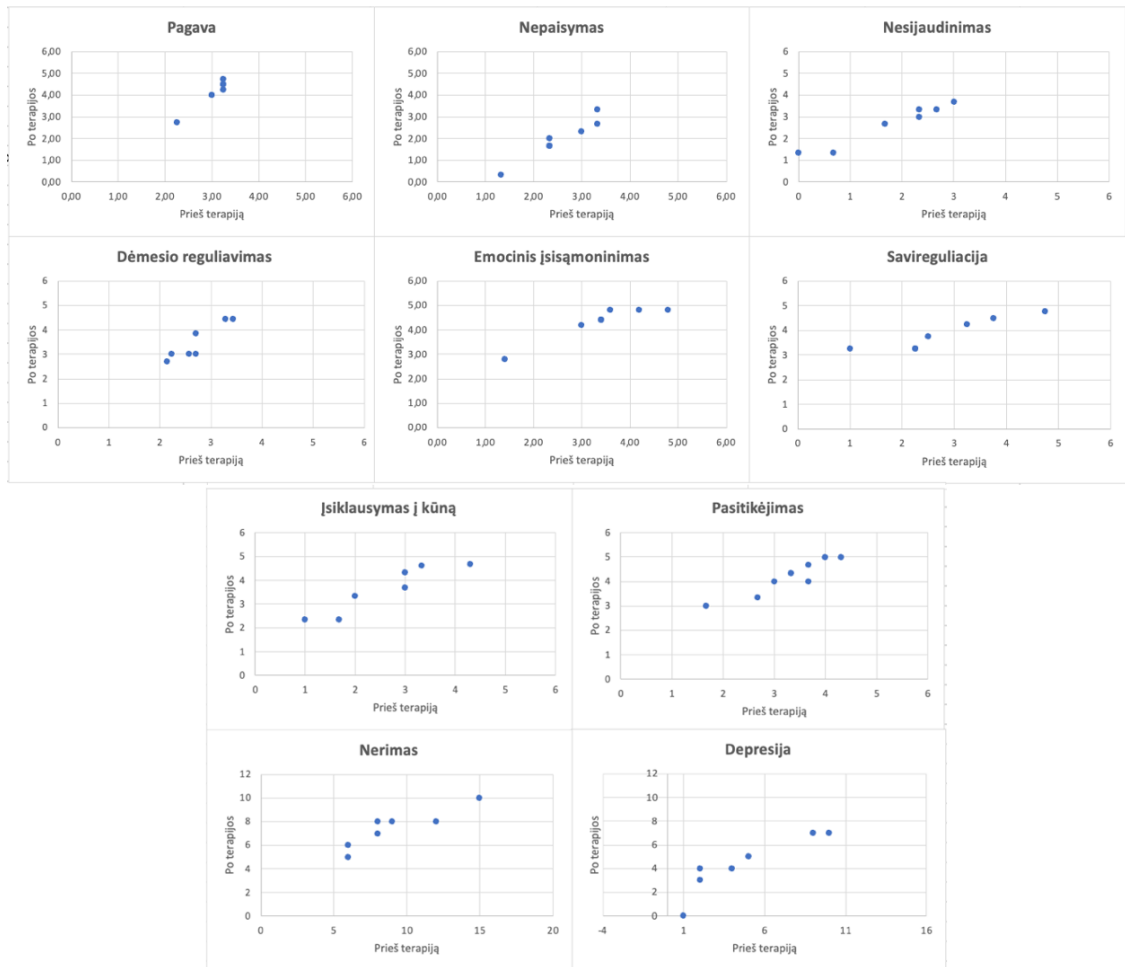 Pagava
Po terapijos
6,00
5,00
4,00
3,00
2,00
1,00
0,00
0,00 1,00 2,00 3,00 4,00 5,00 6,00
Prieš terapiją
Nepaisymas
Po terapijos
6,00
5,00
4,00
3,00
2,00
1,00
0,00
0,00 1,00 2,00 3,00 4,00 5,00 6,00
Prieš terapiją
Nesijaudinimas
Po terapijos
6
5
4
3
2
1
0
0 1 2 3 4 5 6
Prieš terapiją
Dėmesio reguliavimas
Po terapijos
6
5
4
3
2
1
0
0 1 2 3 4 5 6
Prieš terapiją
Emocinis įsisąmoninimas
Po terapijos
6,00
5,00
4,00
3,00
2,00
1,00
0,00
0,00 1,00 2,00 3,00 4,00 5,00 6,00
Prieš terapiją
Savireguliacija
Po terapijos
6
5
4
3
2
1
0
0 1 2 3 4 5 6
Prieš terapiją
Įsiklausymas į kūną
Po terapijos
6
5
4
3
2
1
0
0 1 2 3 4 5 6
Prieš terapiją
Pasitikėjimas
Po terapijos
6
5
4
3
2
1
0
0 1 2 3 4 5 6
Prieš terapiją
Nerimas
Po terapijos
12
10
8
6
4
2
0
0 5 10 15 20
Prieš terapiją
Depresija
Po terapijos
12
10
8
6
4
2
0
-4 1 6 11 16
Prieš terapiją